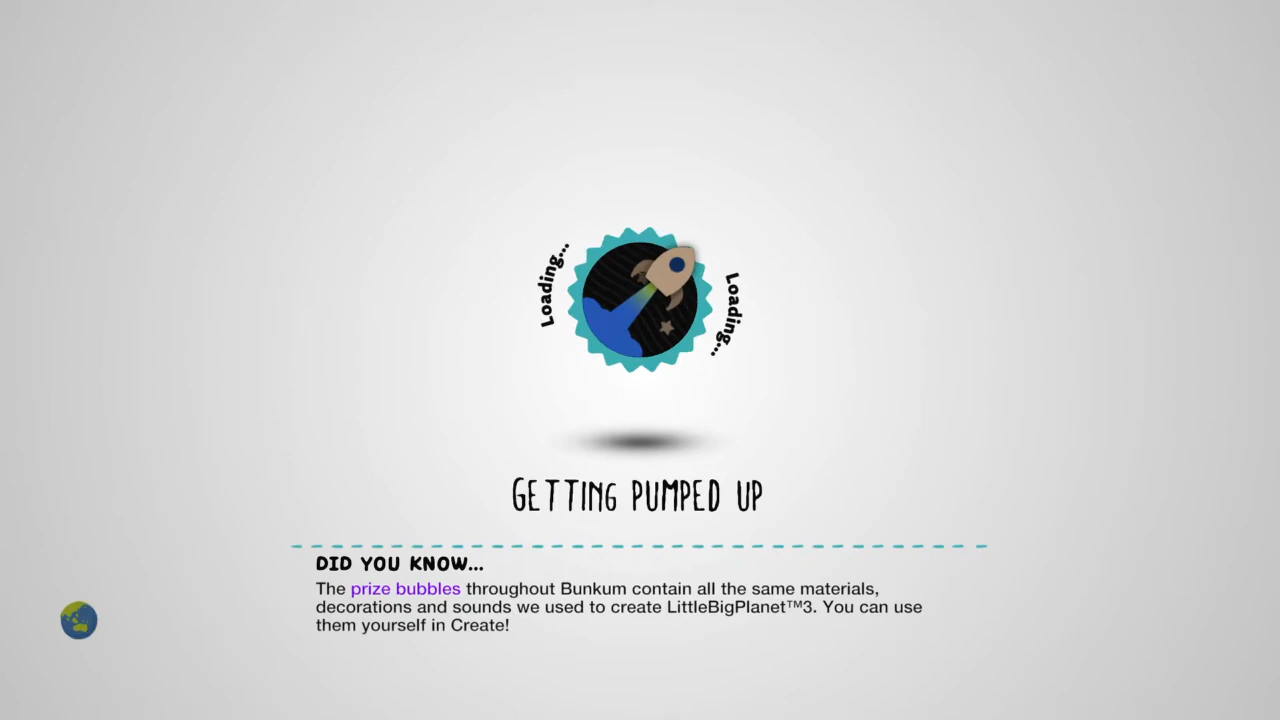 Loading...
Loading...
GETTING PUMPED UP
DID YOU KNOW...
The prize bubbles throughout Bunkum contain all the same materials,
decorations and sounds we used to create LittleBigPlanet™3. You can use
them yourself in Create!